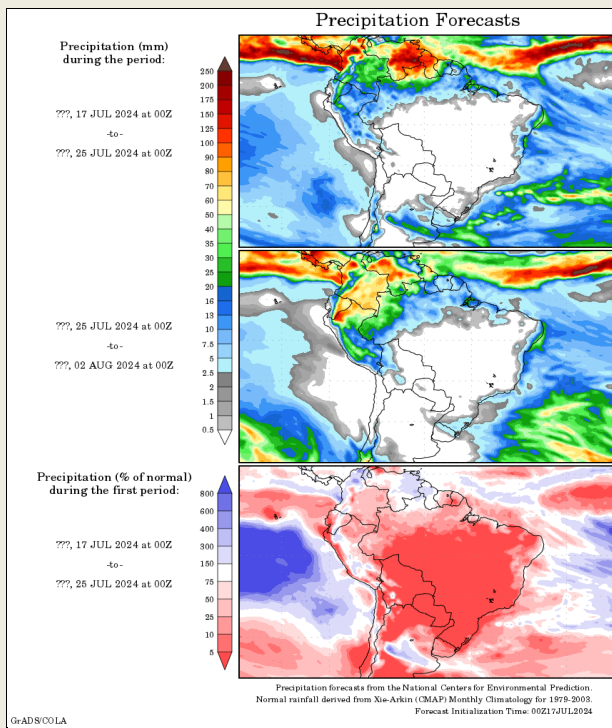 Precipitation Forecasts
Precipitation (mm)
during the period:
???, 17 JUL 2024 at 00Z
-to-
???, 25 JUL 2024 at 00Z
250
200
175
150
125
100
90
80
70
60
50
40
35
30
25
20
16
13
10
7.5
5
2.5
2
1.5
1
0.5
???, 25 JUL 2024 at 00Z
-to-
???, 02 AUG 2024 at 00Z
Precipitation (% of normal)
during the first period:
???, 17 JUL 2024 at 00Z
-to-
???, 25 JUL 2024 at 00Z
800
600
400
300
150
75
50
25
10
5
Precipitation forecasts from the National Centers for Environmental Prediction.
Normal rainfall derived from Xie-Arkin (CMAP) Monthly Climatology for 1979-2003.
Forecast Initialization Time: 00Z17JUL2024
GrADS/COLA